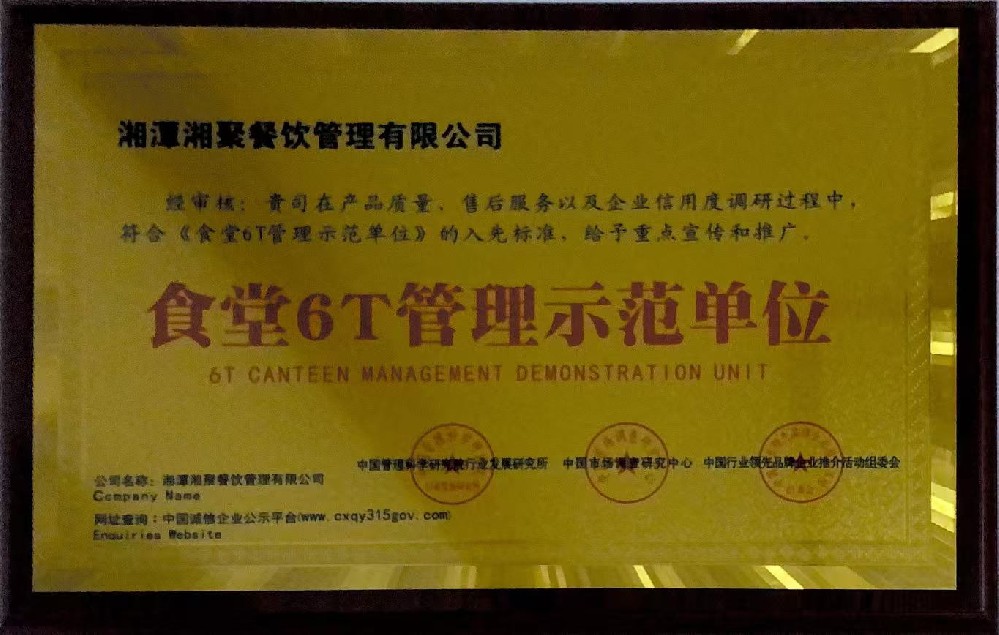 湘潭湘聚餐饮管理有限公司
经审核：贵司在产品质量、售后服务以及企业信用度调研过程中，
符合《食堂6T管理示范单位》的入先标准，给予重点宣传和推广。
食堂6T管理示范单位
6T CANTEEN MANAGEMENT DEMONSTRATION UNIT
中国管理科学研究院行业发展研究所 中国市场调查研究中心 中国行业领先品牌企业推介活动组委会
公司名称：湘潭湘聚餐饮管理有限公司
Company Name
网址查询：中国诚信企业公示平台(www.cxqy315gov.com)
Enquiries Website